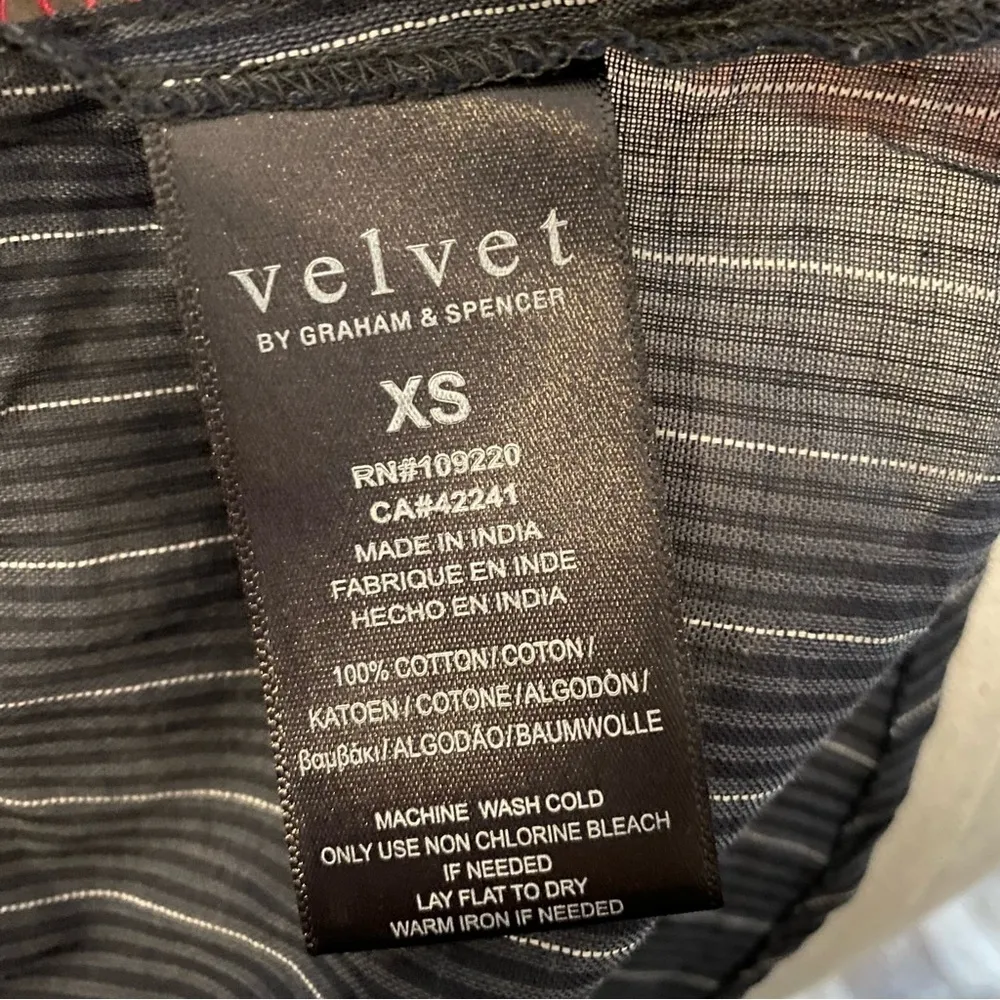 velvet
BY GRAHAM & SPENCER
XS
RN#109220
CA#42241
MADE IN INDIA
FABRIQUE EN INDE
HECHO EN INDIA
100% COTTON/COTON/
KATOEN/COTONE/ALGODÒN/
βαμβăκι/ALGODÃO/BAUMWOLLE
MACHINE WASH COLD
ONLY USE NON CHLORINE BLEACH
IF NEEDED
LAY FLAT TO DRY
WARM IRON IF NEEDED